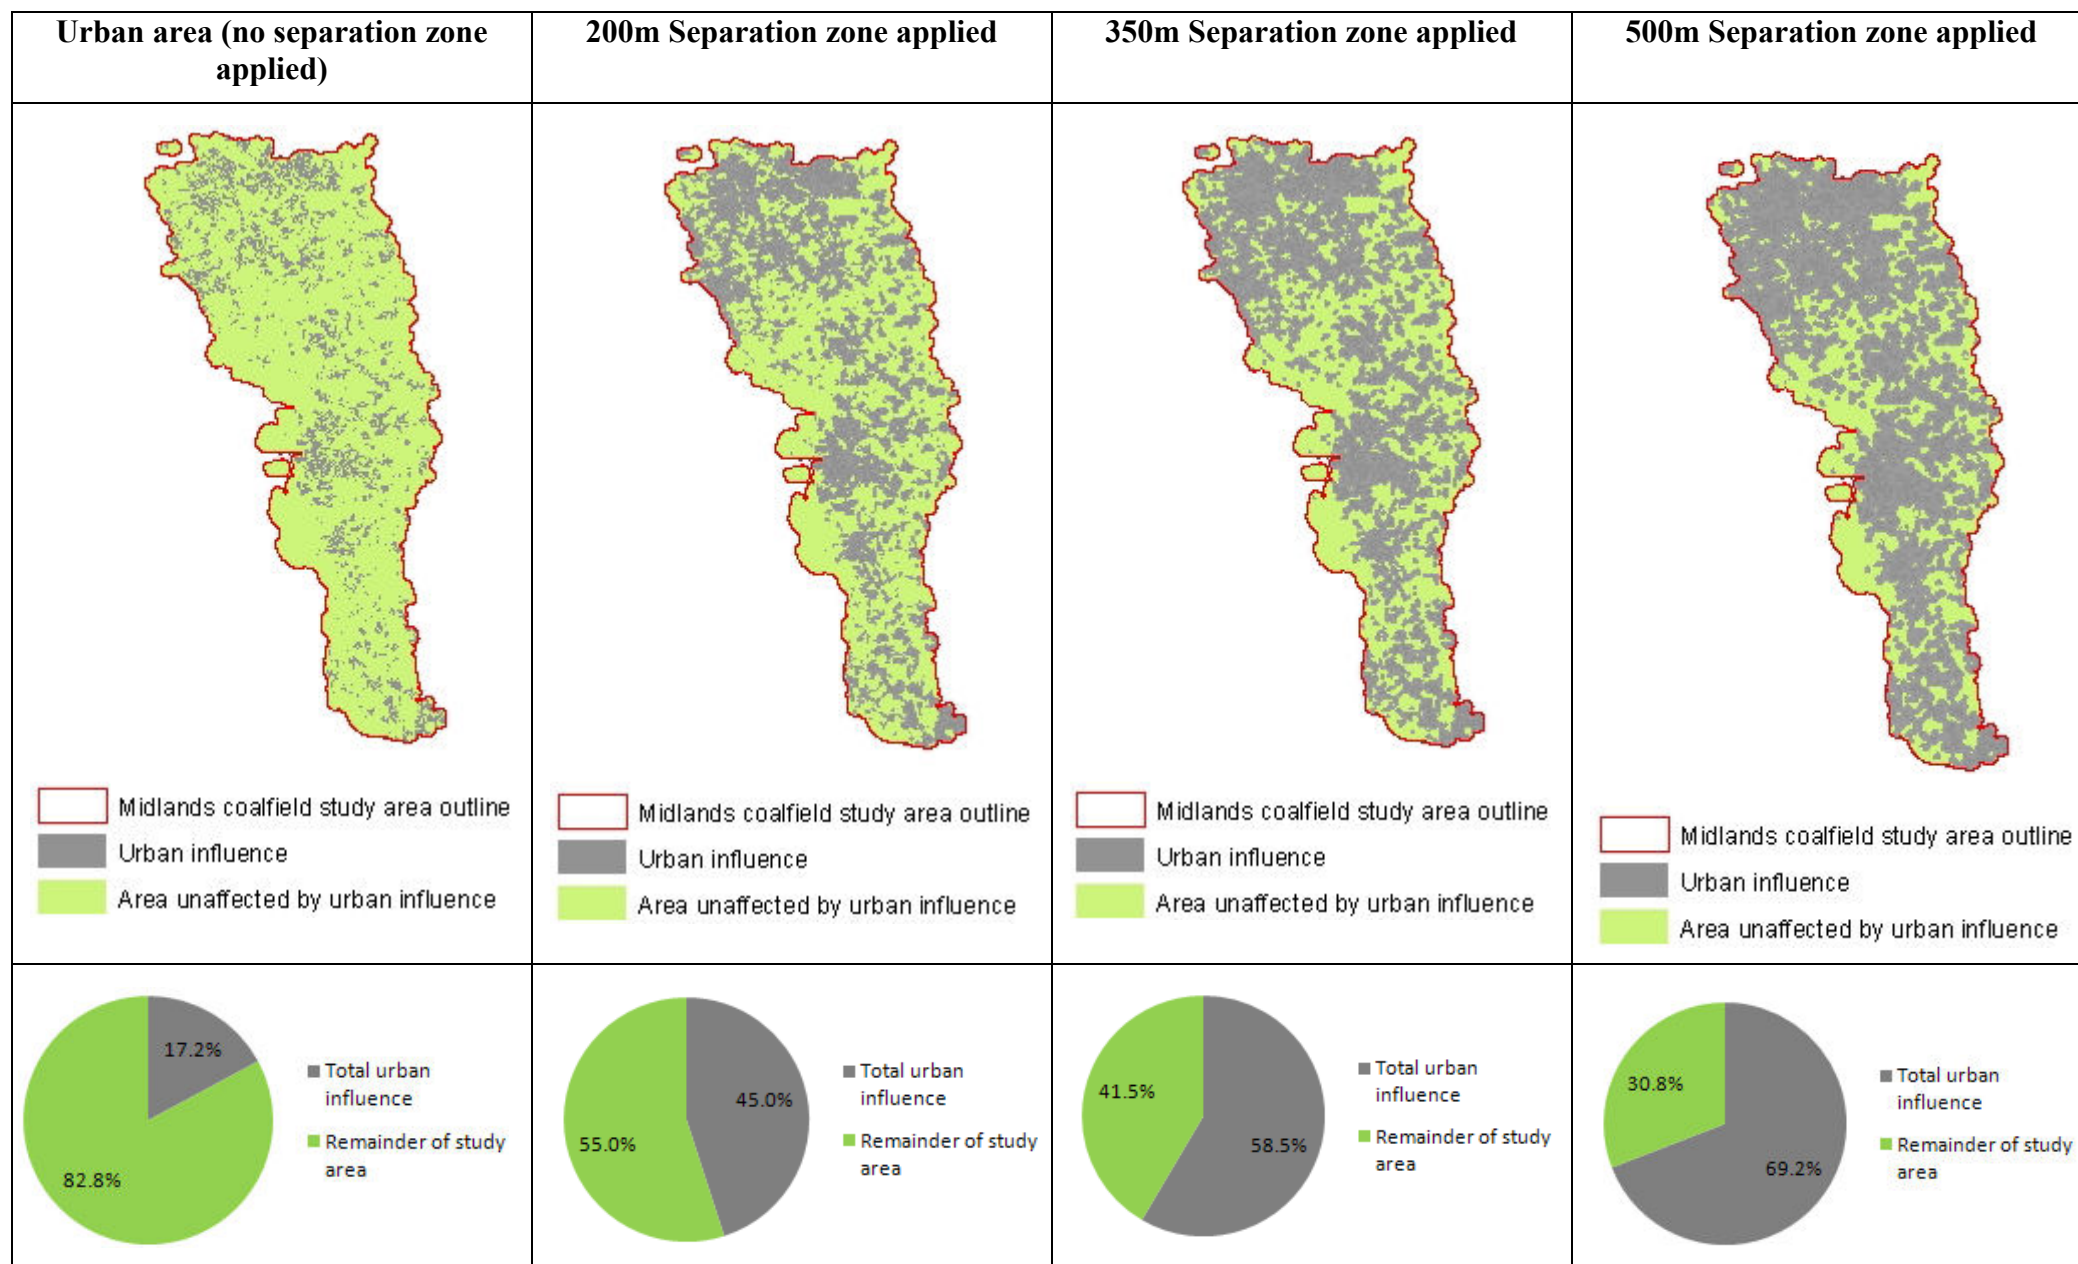 Urban area (no separation zone
applied)
200m Separation zone applied
350m Separation zone applied
500m Separation zone applied
Midlands coalfield study area outline
Urban influence
Area unaffected by urban influence
Midlands coalfield study area outline
Urban influence
Area unaffected by urban influence
Midlands coalfield study area outline
Urban influence
Area unaffected by urban influence
Midlands coalfield study area outline
Urban influence
Area unaffected by urban influence
17.2%
82.8%
Total urban
influence
Remainder of study
area
45.0%
55.0%
Total urban
influence
Remainder of study
area
41.5%
58.5%
Total urban
influence
Remainder of study
area
30.8%
69.2%
Total urban
influence
Remainder of study
area